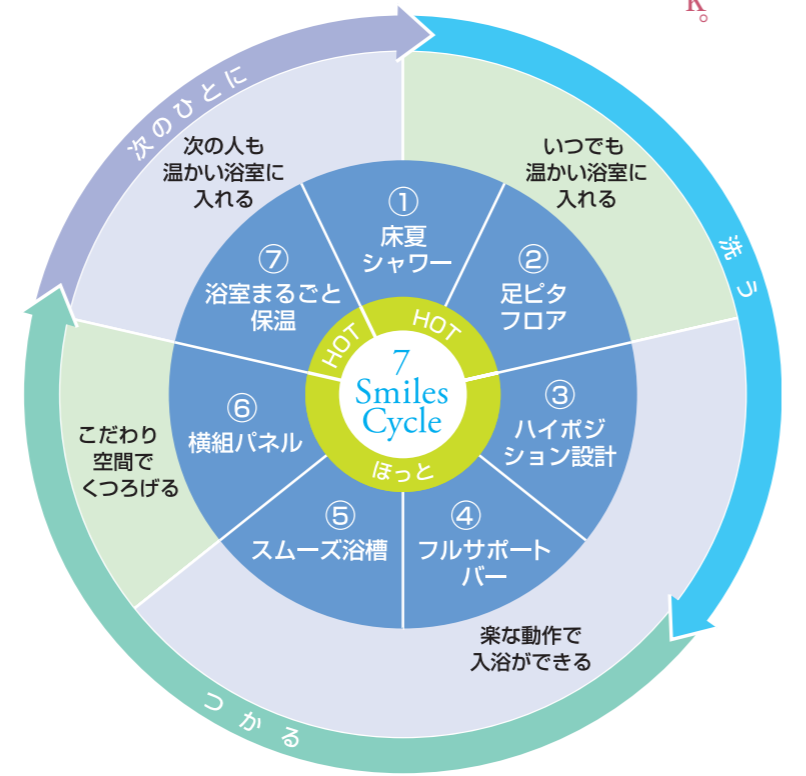 R。
次のひとに
洗う
つかる
次の人も
温かい浴室に
入れる
いつでも
温かい浴室に
入れる
①
床夏
シャワー
②
足ピタ
フロア
③
ハイポジ
ション設計
④
フルサポート
バー
⑤
スムーズ浴槽
⑥
横組パネル
⑦
浴室まるごと
保温
HOT
HOT
ほっと
7
Smiles
Cycle
こだわり
空間で
くつろげる
楽な動作で
入浴ができる